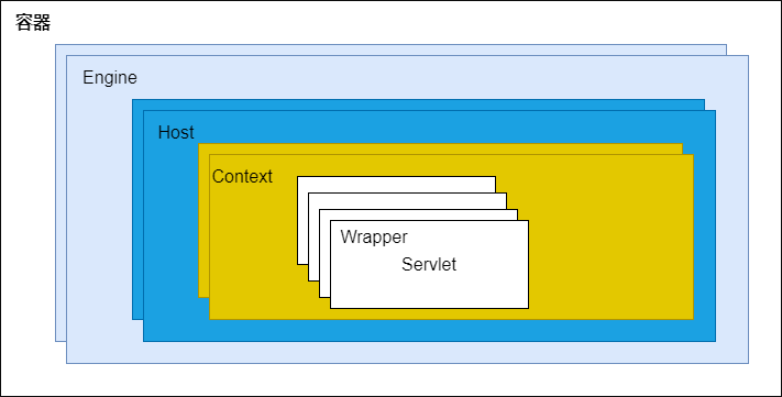 容器
Engine
Host
Context
Wrapper
Servlet